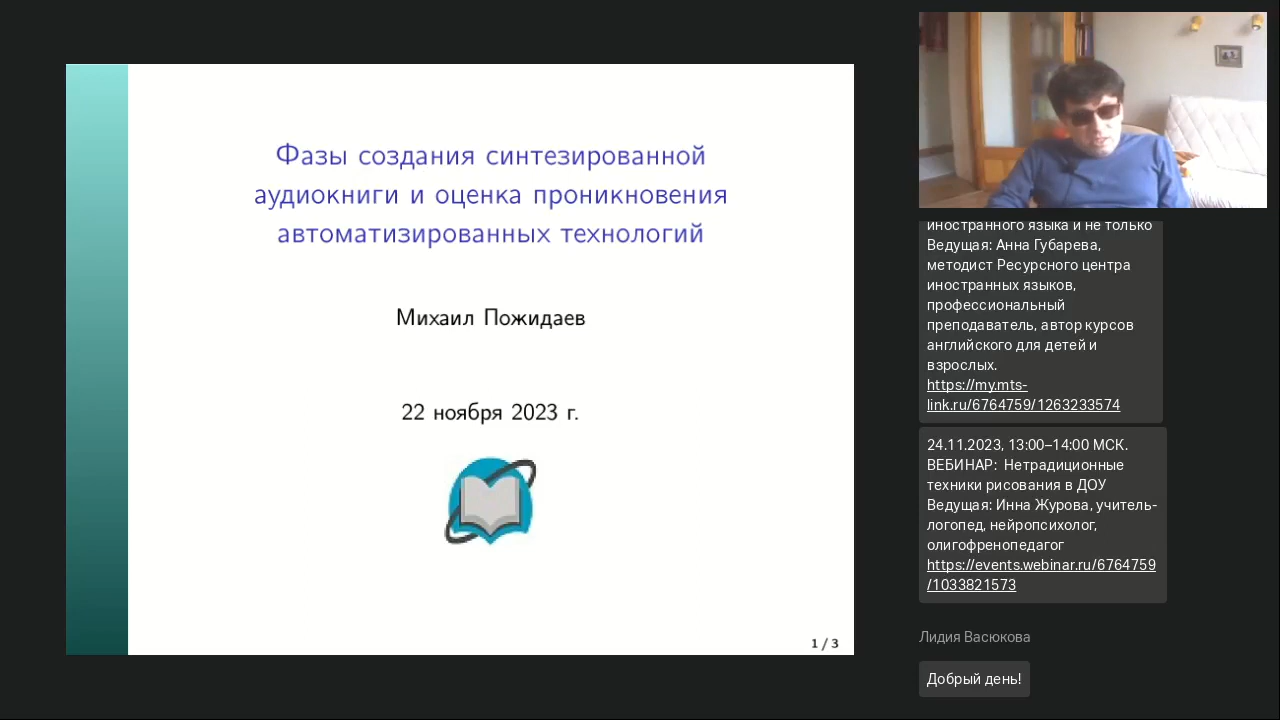 Фазы создания синтезированной
аудиокниги и оценка проникновения
автоматизированных технологий
Михаил Пожидаев
22 ноября 2023 г.
1 / 3
иностранного языка и не только
Ведущая: Анна Губарева,
методист Ресурсного центра
иностранных языков,
профессиональный
преподаватель, автор курсов
английского для детей и
взрослых.
https://my.mts-
link.ru/6764759/1263233574
24.11.2023, 13:00–14:00 МСК.
ВЕБИНАР: Нетрадиционные
техники рисования в ДОУ
Ведущая: Инна Журова, учитель-
логопед, нейропсихолог,
олигофренопедагог
https://events.webinar.ru/6764759
/1033821573
Лидия Васюкова
Добрый день!